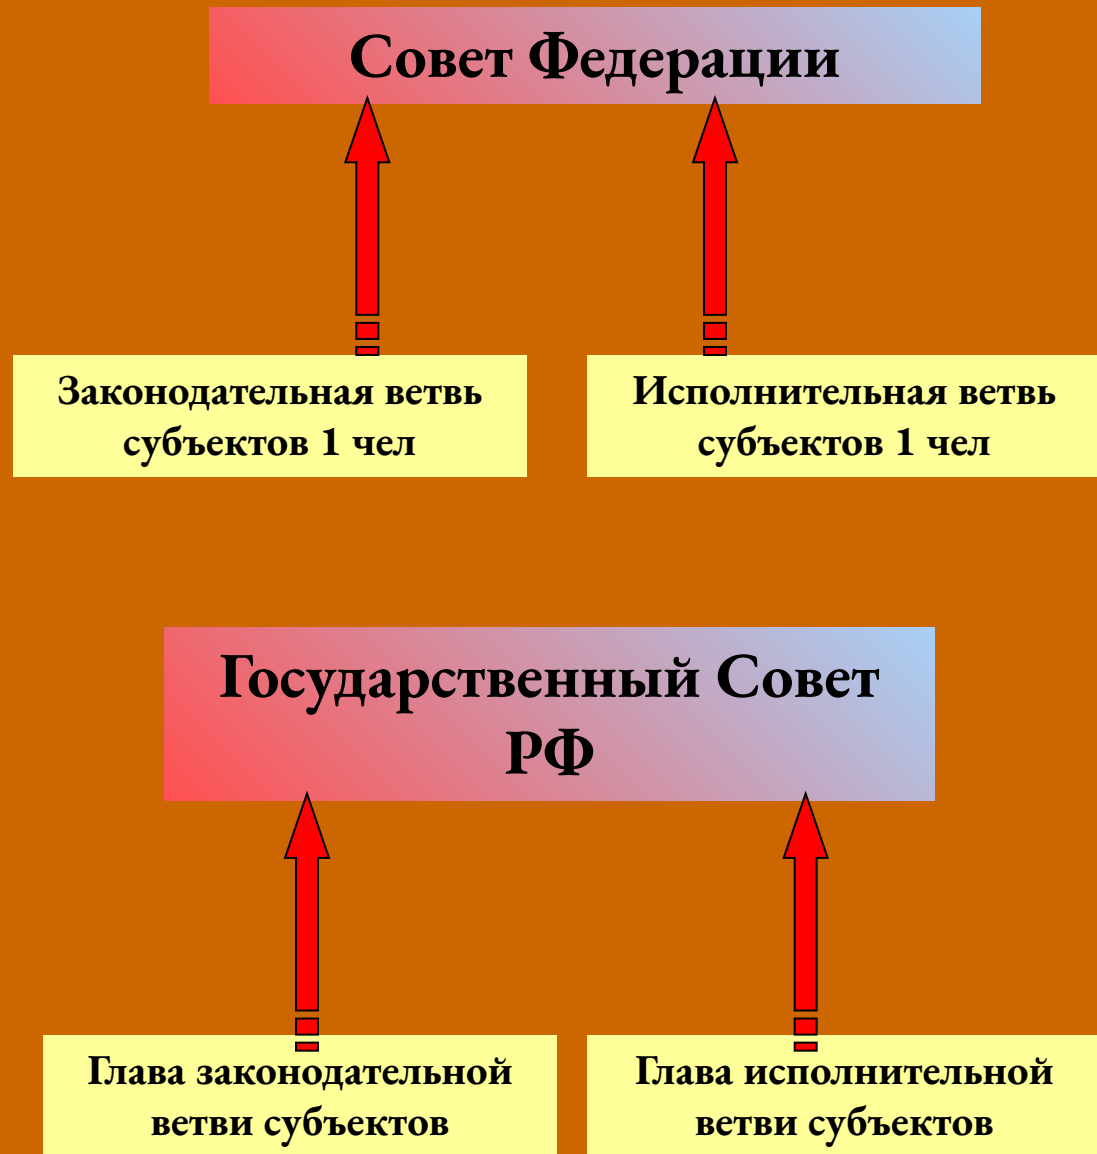 Совет Федерации
Законодательная ветвь
субъектов 1 чел
Исполнительная ветвь
субъектов 1 чел
Государственный Совет
РФ
Глава законодательной
ветви субъектов
Глава исполнительной
ветви субъектов